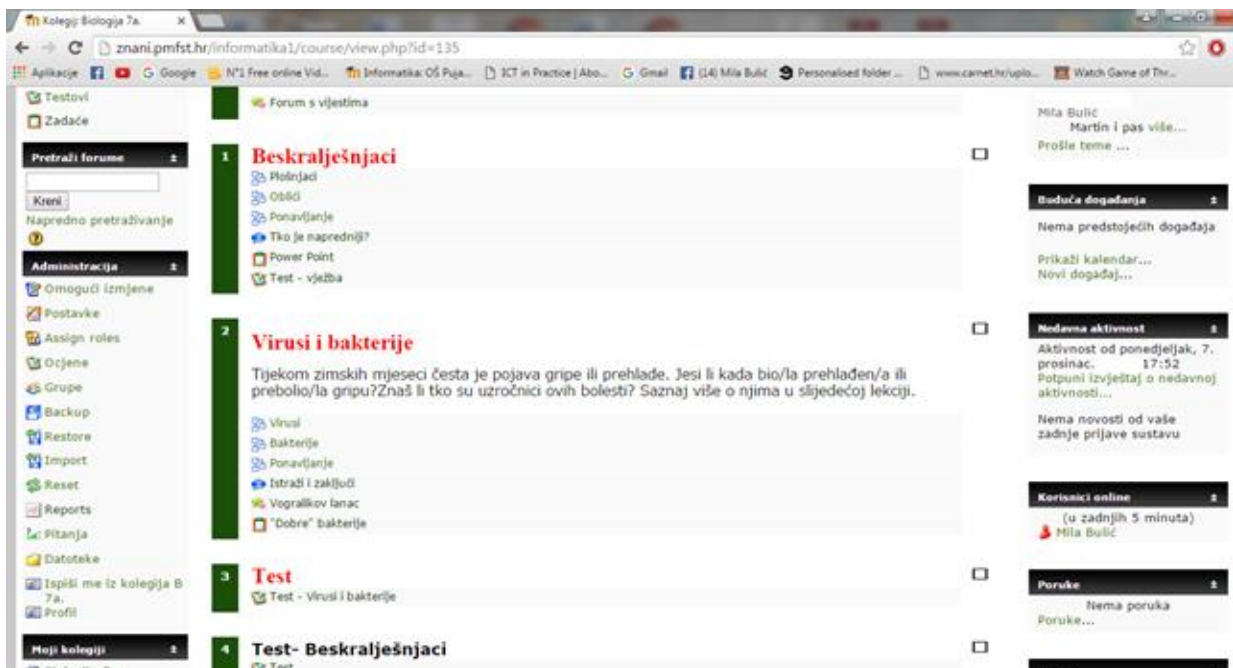 Kolegij: Biologija 7a.
znani.pmfst.hr/informatika1/course/view.php?id=135
Aplikacije
Google
N°1 Free online Vid...
Informatika: OŠ Puja...
ICT in Practice | Abo...
Gmail
(14) Mila Bulić
Personalised folder ...
www.carnet.hr/uplo...
Watch Game of Thr...
Testovi
Zadaće
Pretraži forume
Kreni
Napredno pretraživanje
Administracija
Omogući izmjene
Postavke
Assign roles
Ocjene
Grupe
Backup
Restore
Import
Reset
Reports
Pitanja
Datoteke
Ispiši me iz kolegija B
7a.
Profil
Moji kolegiji
Forum s vijestima
1 Beskralješnjaci
Plošnjaci
Oblići
Ponavljanje
Tko je napredniji?
Power Point
Test - vježba
2 Virusi i bakterije
Tijekom zimskih mjeseci česta je pojava gripe ili prehlade. Jesi li kada bio/la prehlađen/a ili
prebolio/la gripu?Znaš li tko su uzročnici ovih bolesti? Saznaj više o njima u slijedećoj lekciji.
Virusi
Bakterije
Ponavljanje
Istraži i zaključi
Vogralikov lanac
"Dobre" bakterije
3 Test
Test - Virusi i bakterije
4 Test- Beskralješnjaci
Test
Mila Bulić
Martin i pas više...
Prošle teme ...
Buduća događanja
Nema predstojećih događaja
Prikaži kalendar...
Novi događaj...
Nedavna aktivnost
Aktivnost od ponedjeljak, 7.
prosinac. 17:52
Potpuni izvještaj o nedavnoj
aktivnosti...
Nema novosti od vaše
zadnje prijave sustavu
Korisnici online
(u zadnjih 5 minuta)
Mila Bulić
Poruke
Nema poruka
Poruke...